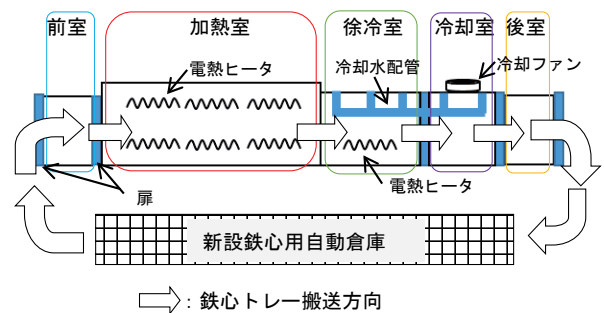 前室 加熱室 徐冷室 冷却室 後室
電熱ヒータ 冷却水配管 冷却ファン
扉 電熱ヒータ
新設鉄心用自動倉庫
：鉄心トレー搬送方向